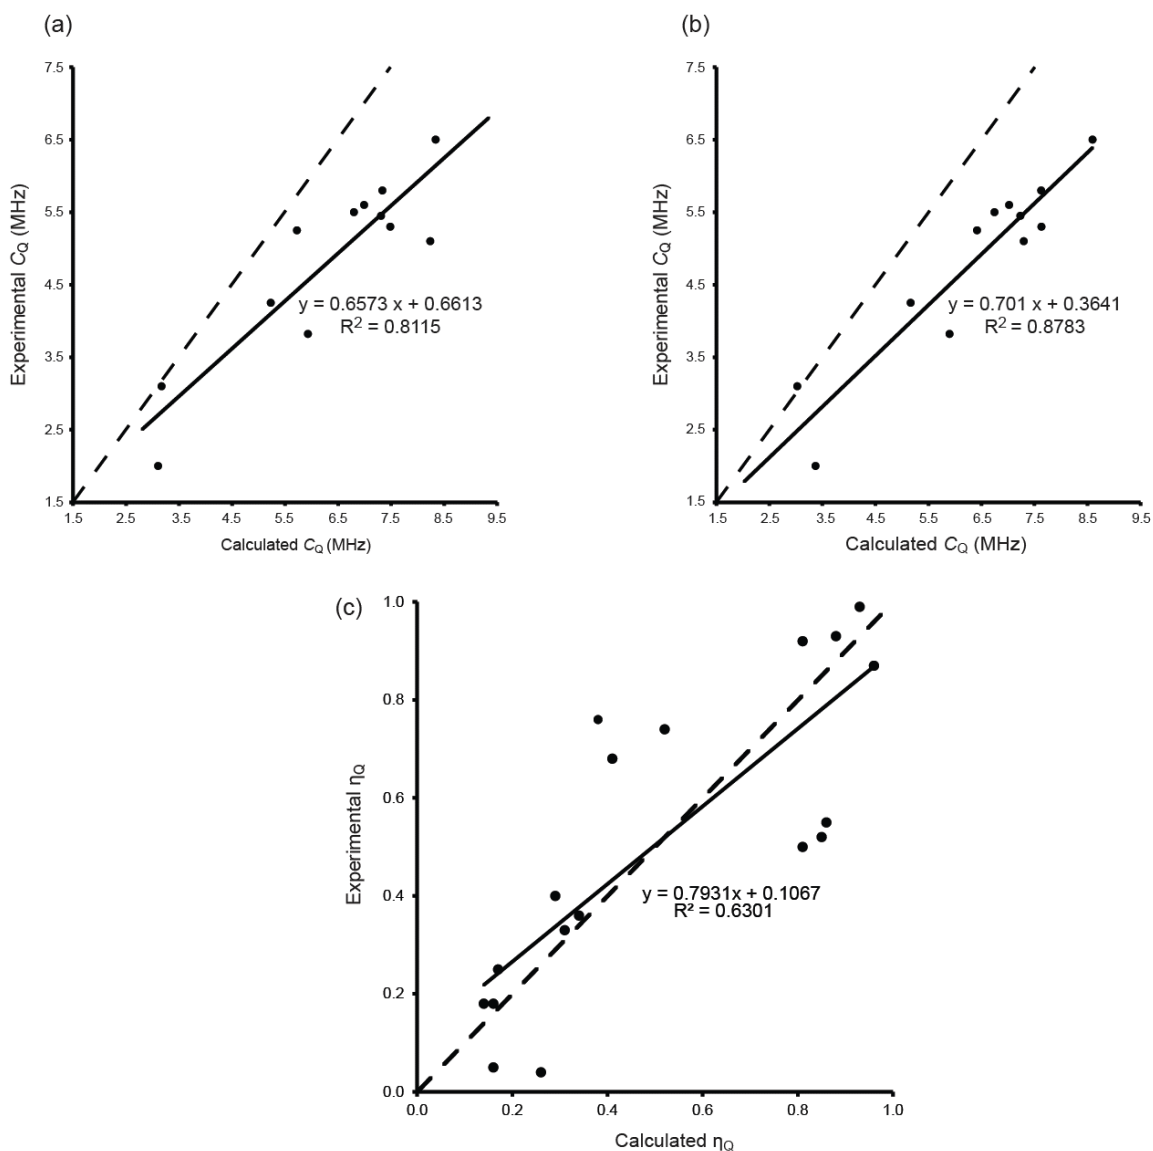 (a)
7.5
6.5
5.5
4.5
3.5
2.5
1.5
Experimental C_Q (MHz)
y = 0.6573 x + 0.6613
R² = 0.8115
1.5 2.5 3.5 4.5 5.5 6.5 7.5 8.5 9.5
Calculated C_Q (MHz)
(b)
7.5
6.5
5.5
4.5
3.5
2.5
1.5
Experimental C_Q (MHz)
y = 0.701 x + 0.3641
R² = 0.8783
1.5 2.5 3.5 4.5 5.5 6.5 7.5 8.5 9.5
Calculated C_Q (MHz)
(c)
1.0
0.8
0.6
0.4
0.2
0.0
Experimental η_Q
y = 0.7931x + 0.1067
R² = 0.6301
0.0 0.2 0.4 0.6 0.8 1.0
Calculated η_Q